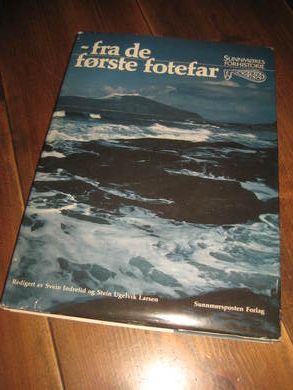 - fra de
første fotefar
SUNNMØRES
FORHISTORIE
Redigert av Svein Indrelid og Stein Ugelvik Larsen
Sunnmørsposten Forlag